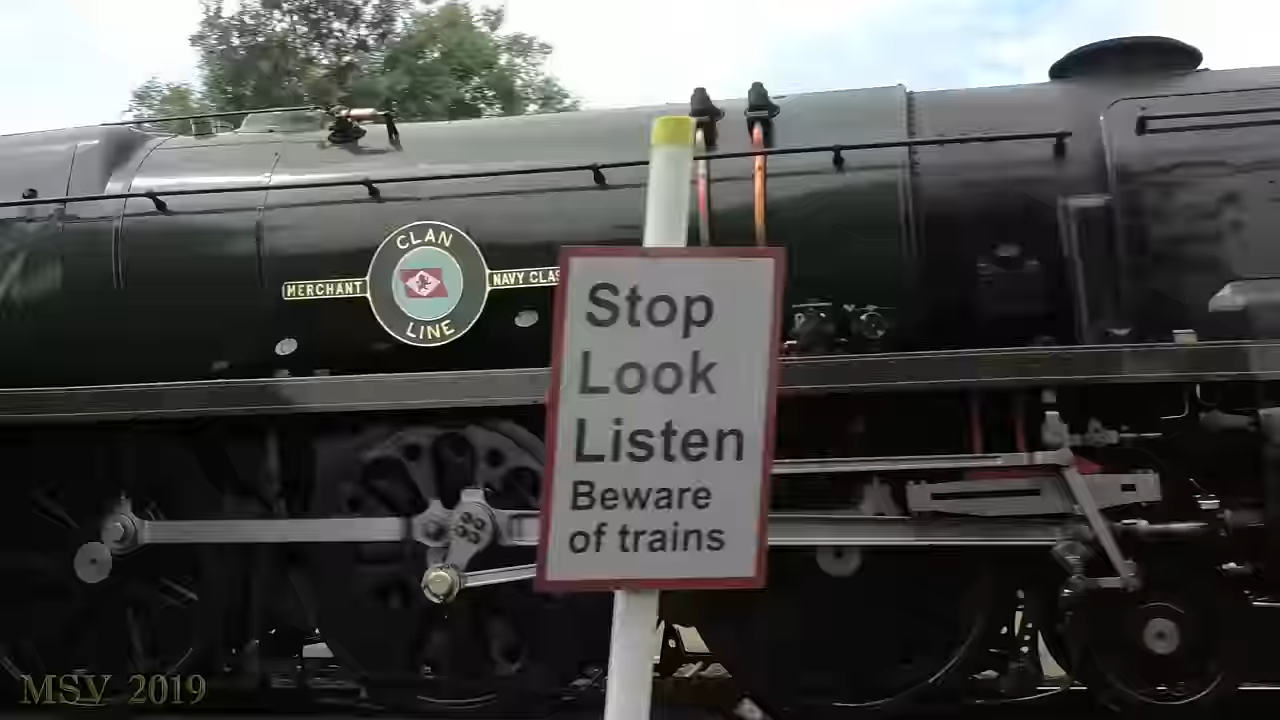 CLAN
MERCHANT
NAVY CLAS
LINE
Stop
Look
Listen
Beware
of trains
MSV 2019